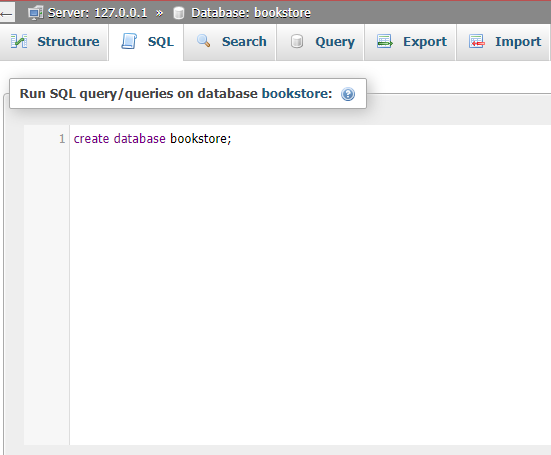 ← Server: 127.0.0.1 » Database: bookstore
Structure SQL Search Query Export Import
Run SQL query/queries on database bookstore: ?
1 create database bookstore;